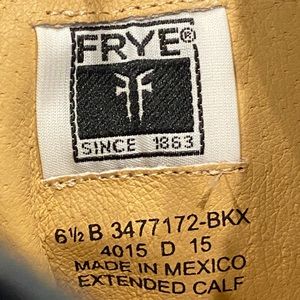 FRYE®
SINCE 1863
6½ B 3477172-BKX
4015 D 15
MADE IN MEXICO
EXTENDED CALF